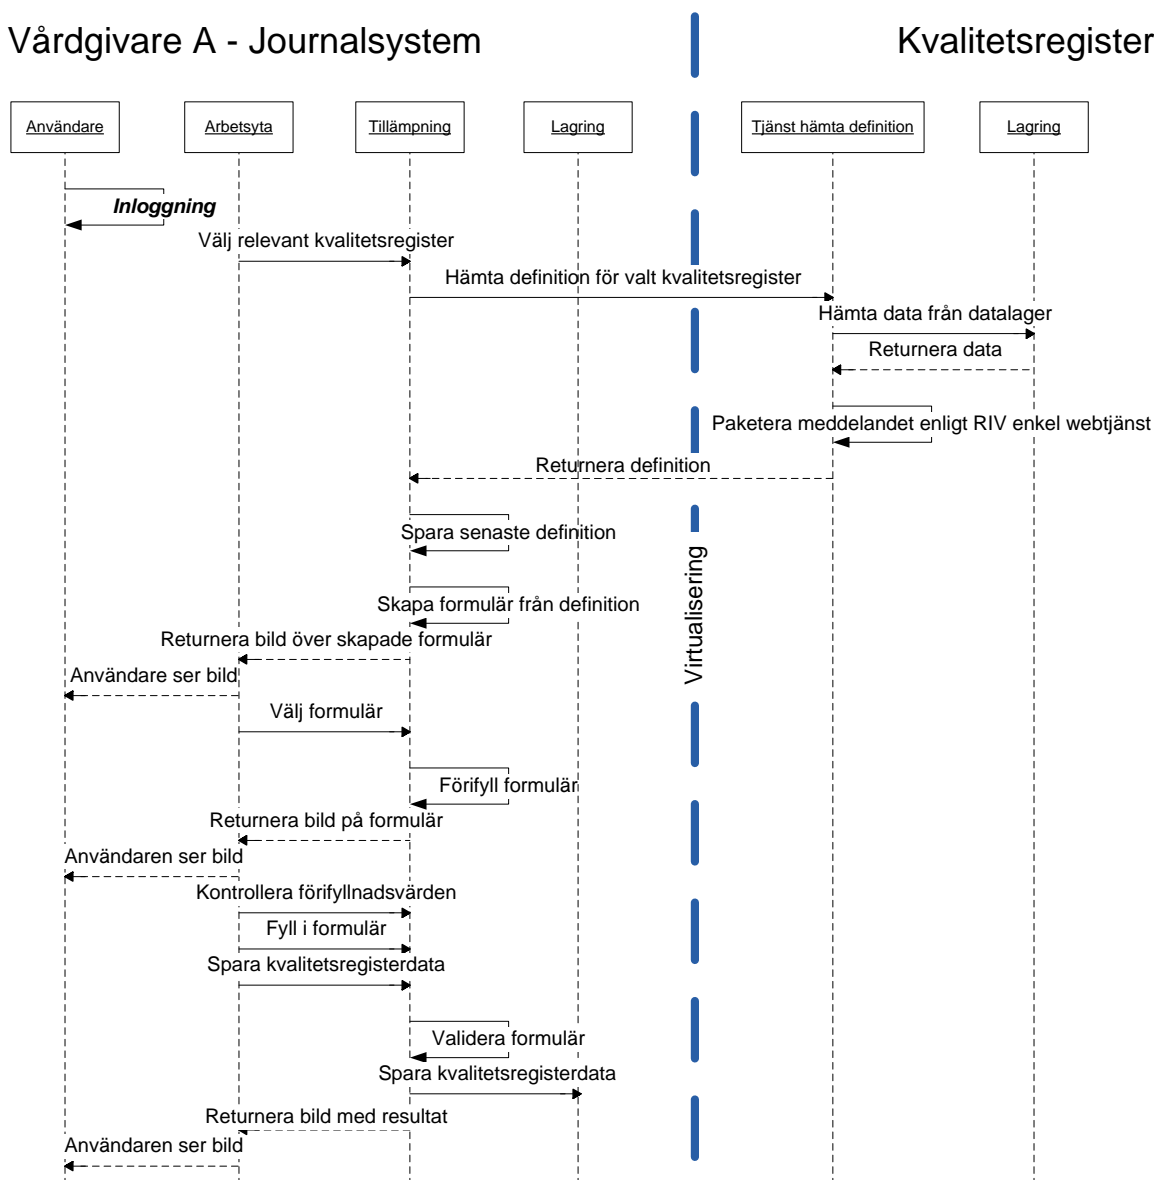 Vårdgivare A - Journalsystem
Kvalitetsregister
Användare
Arbetsyta
Tillämpning
Lagring
Tjänst hämta definition
Lagring
Inloggning
Välj relevant kvalitetsregister
Hämta definition för valt kvalitetsregister
Hämta data från datalager
Returnera data
Paketera meddelandet enligt RIV enkel webtjänst
Returnera definition
Spara senaste definition
Virtualisering
Skapa formulär från definition
Returnera bild över skapade formulär
Användare ser bild
Välj formulär
Förifyll formulär
Returnera bild på formulär
Användaren ser bild
Kontrollera förifyllnadsvärden
Fyll i formulär
Spara kvalitetsregisterdata
Validera formulär
Spara kvalitetsregisterdata
Returnera bild med resultat
Användaren ser bild